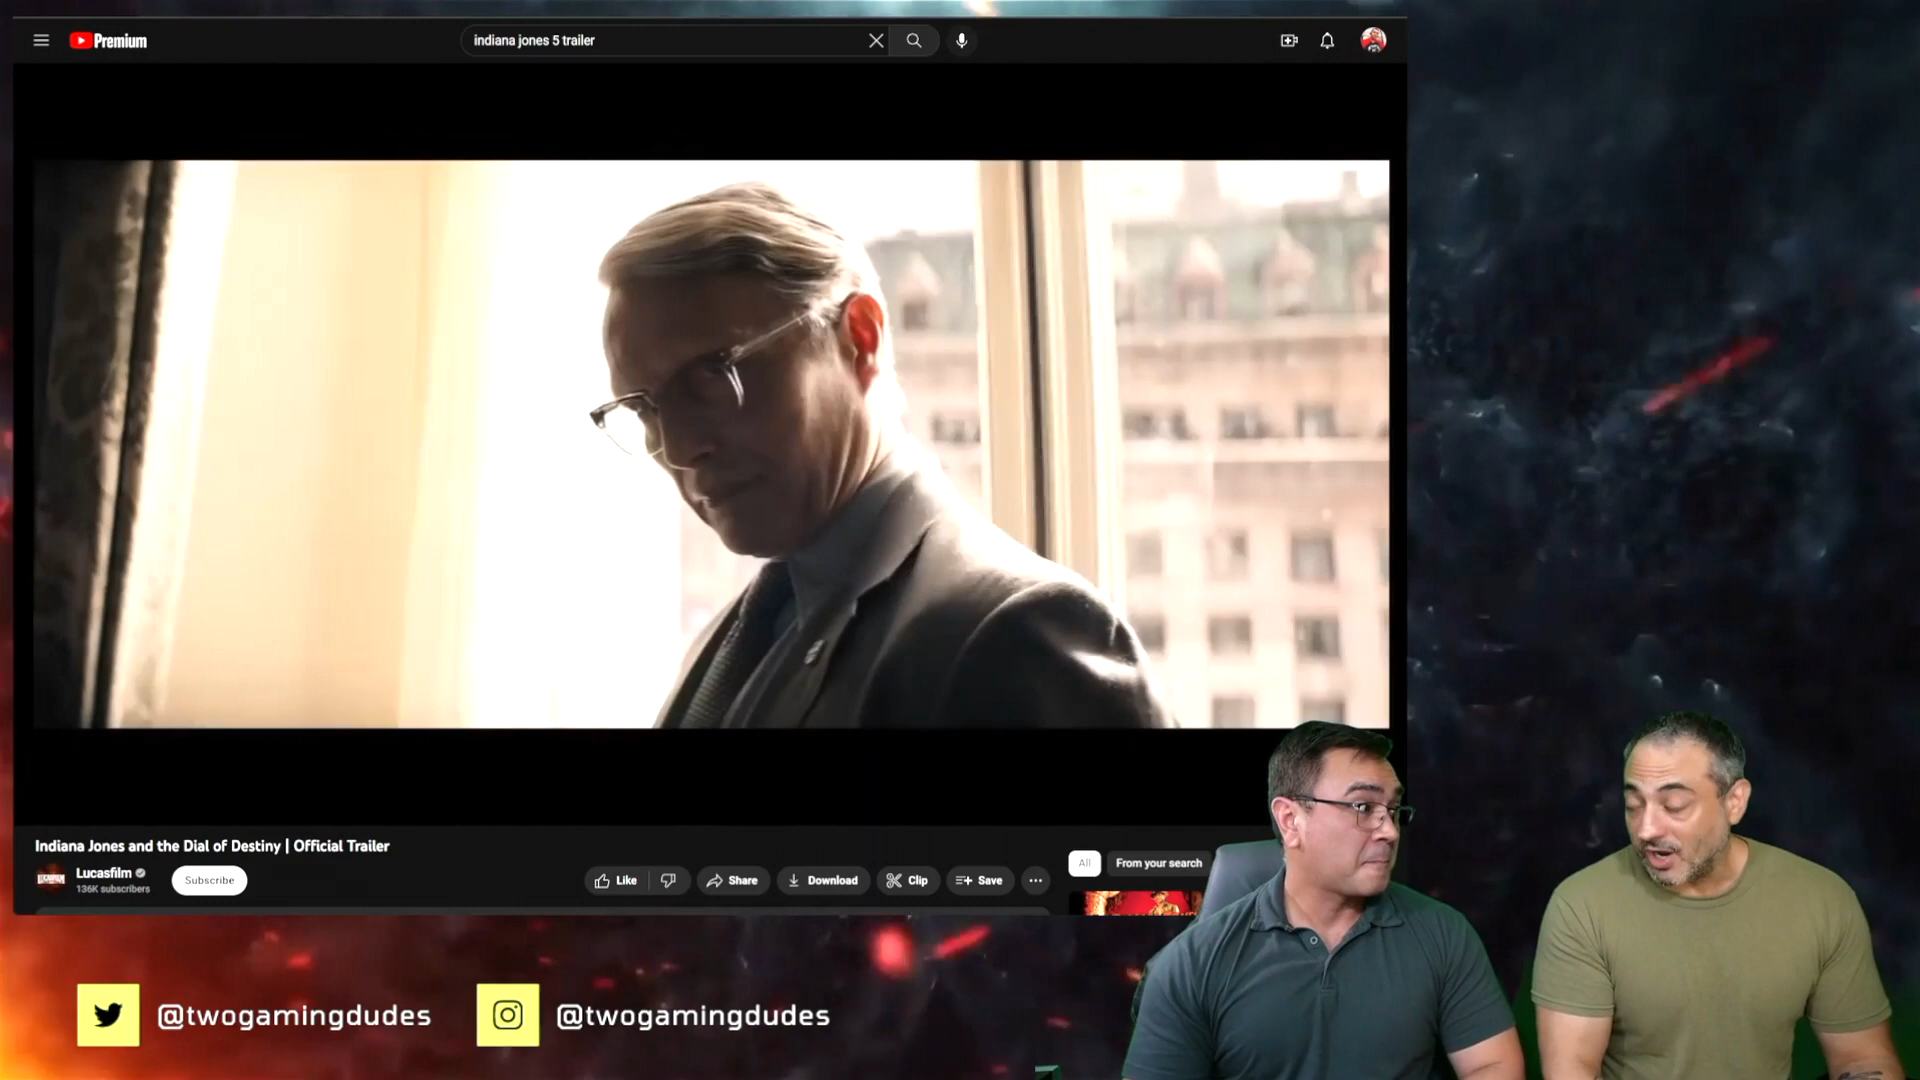 Premium
indiana jones 5 trailer
Indiana Jones and the Dial of Destiny | Official Trailer
Lucasfilm
136K subscribers
Subscribe
Like
Share
Download
Clip
Save
All
From your search
@twogamingdudes
@twogamingdudes